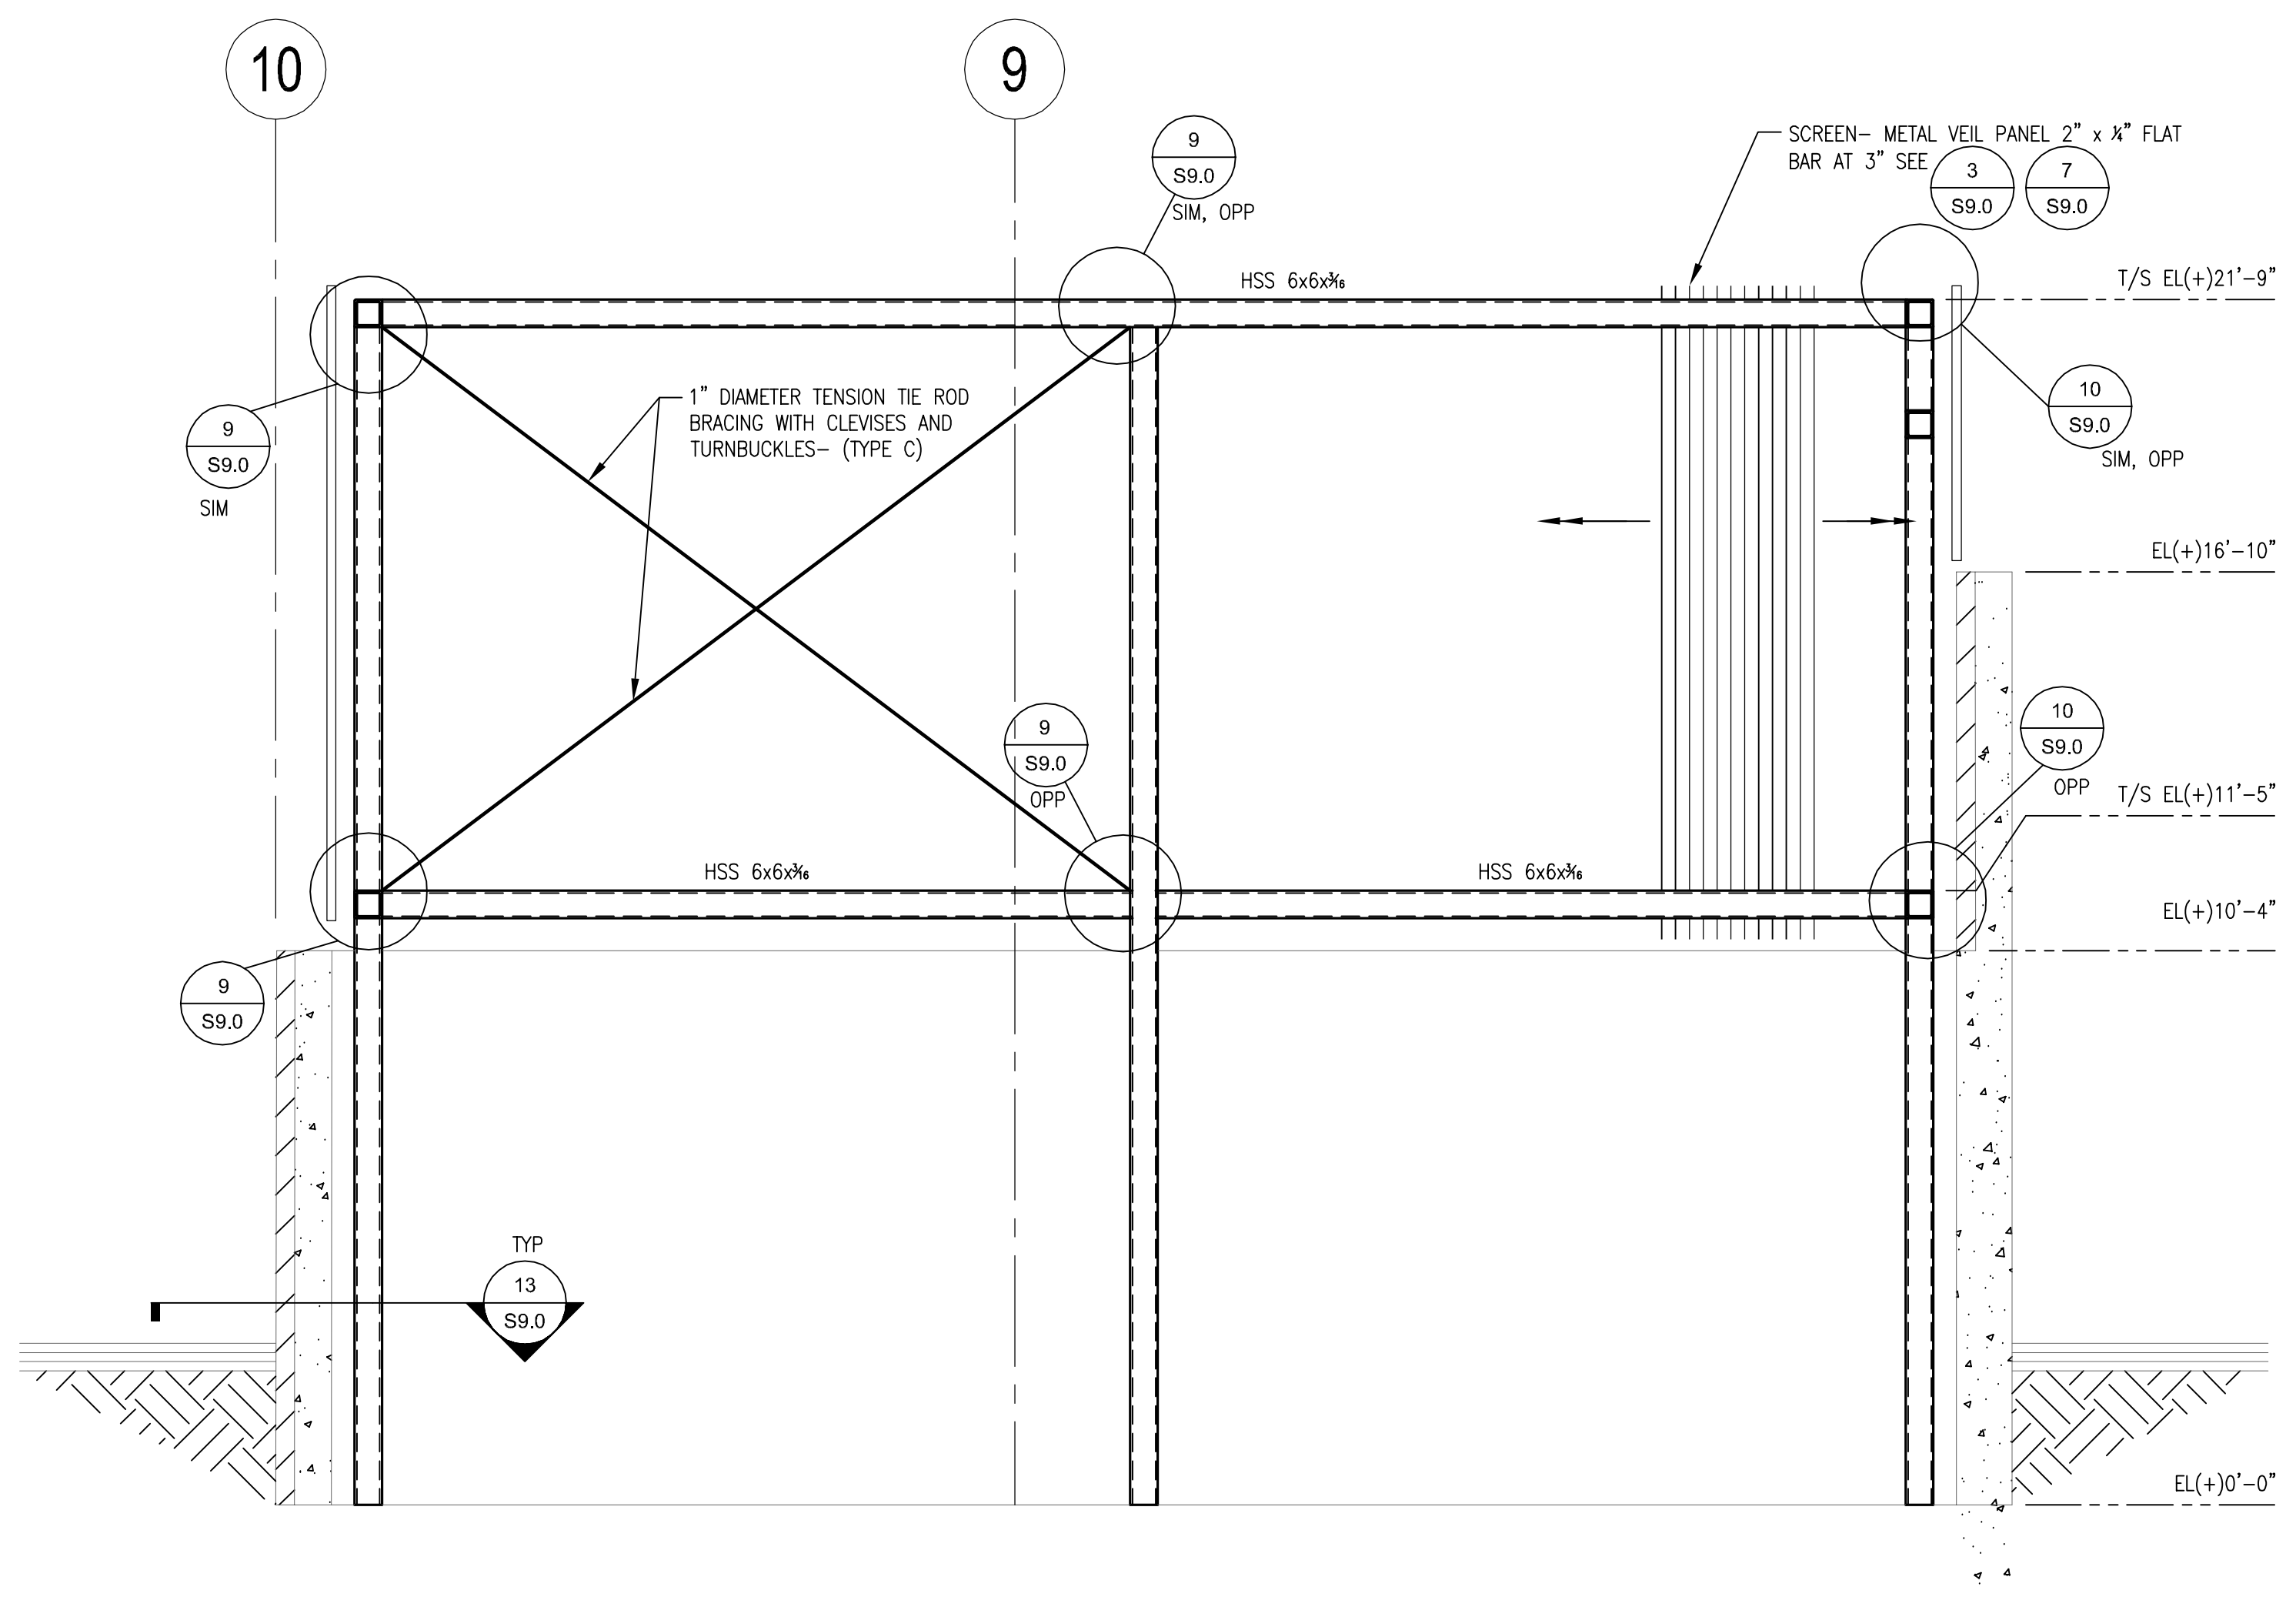 10
9
9
S9.0
SIM, OPP
SCREEN- METAL VEIL PANEL 2" x ¼" FLAT
BAR AT 3" SEE
3
S9.0
7
S9.0
HSS 6x6x³⁄₁₆
T/S EL(+)21'-9"
1" DIAMETER TENSION TIE ROD
BRACING WITH CLEVISES AND
TURNBUCKLES- (TYPE C)
9
S9.0
SIM
10
S9.0
SIM, OPP
EL(+)16'-10"
9
S9.0
OPP
10
S9.0
OPP
T/S EL(+)11'-5"
HSS 6x6x³⁄₁₆
HSS 6x6x³⁄₁₆
EL(+)10'-4"
9
S9.0
TYP
13
S9.0
EL(+)0'-0"